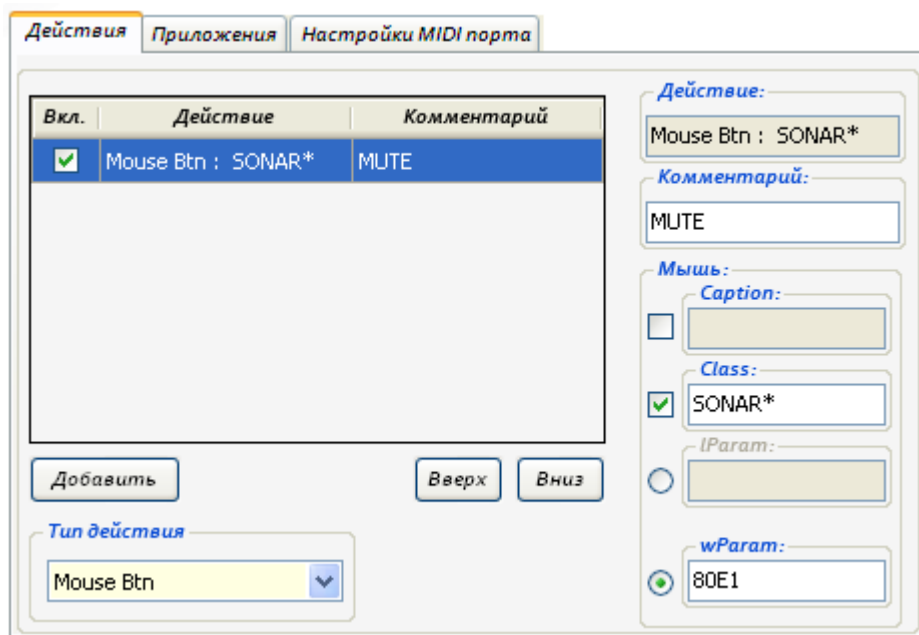 Действия Приложения Настройки MIDI порта
Вкл. Действие Комментарий
Mouse Btn : SONAR* MUTE
Добавить Вверх Вниз
Тип действия
Mouse Btn
Действие:
Mouse Btn : SONAR*
Комментарий:
MUTE
Мышь:
Caption:
Class:
SONAR*
lParam:
wParam:
80E1